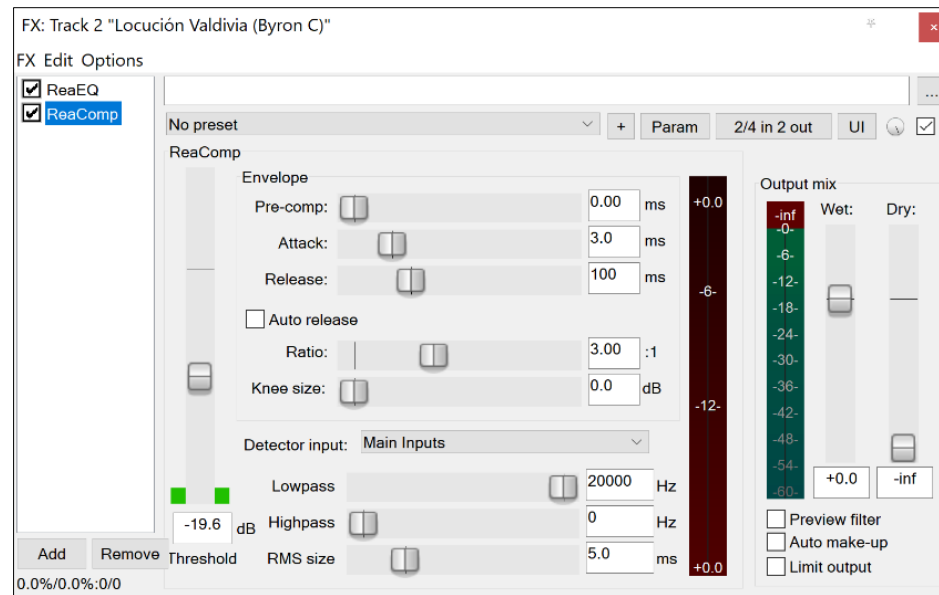 FX: Track 2 "Locución Valdivia (Byron C)"
FX Edit Options
ReaEQ
ReaComp
...
No preset
+
Param
2/4 in 2 out
UI
ReaComp
Envelope
Pre-comp: 0.00 ms
Attack: 3.0 ms
Release: 100 ms
Auto release
Ratio: 3.00 :1
Knee size: 0.0 dB
Detector input: Main Inputs
Lowpass 20000 Hz
Highpass 0 Hz
RMS size 5.0 ms
-19.6 dB
Threshold
+0.0
-6-
-12-
+0.0
Output mix
Wet: Dry:
-inf
-0-
-6-
-12-
-18-
-24-
-30-
-36-
-42-
-48-
-54-
-60-
+0.0 -inf
Preview filter
Auto make-up
Limit output
Add Remove
0.0%/0.0%:0/0